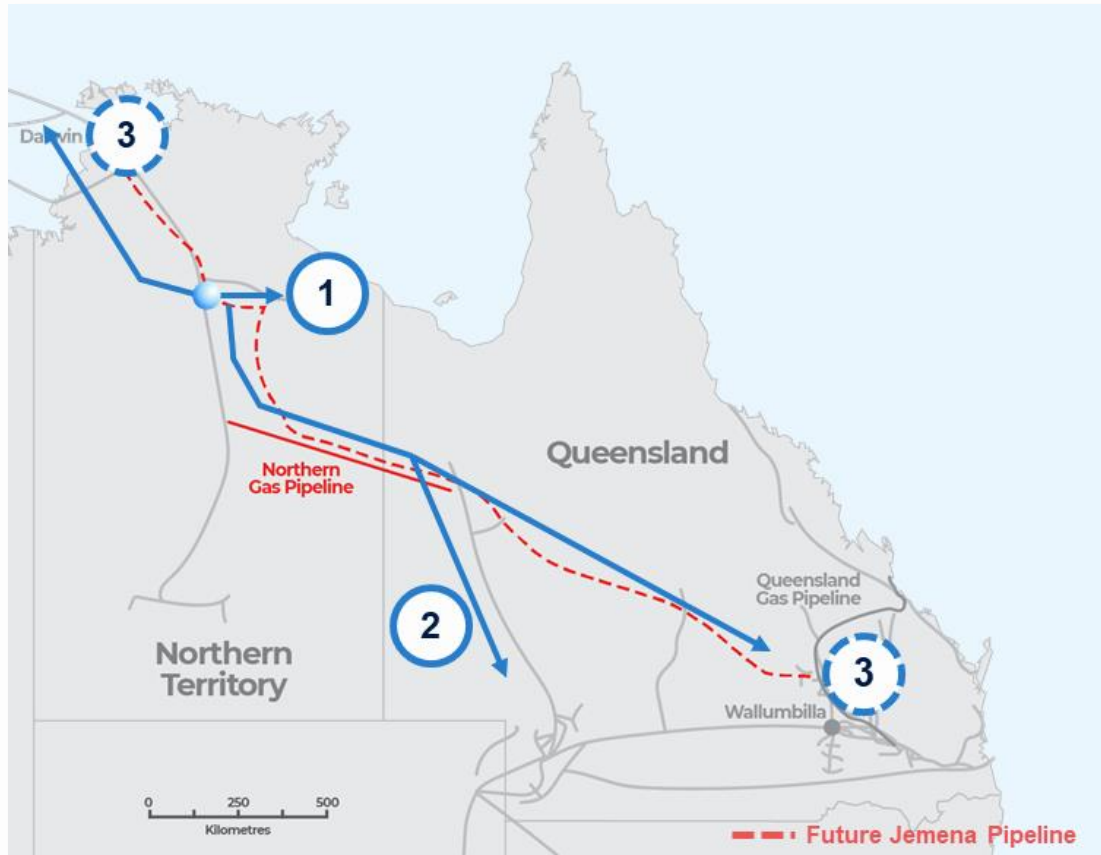 Darwin
3
1
Queensland
Northern
Gas Pipeline
Queensland
Gas Pipeline
2
Northern
Territory
3
Wallumbilla
0 250 500
Kilometres
Future Jemena Pipeline